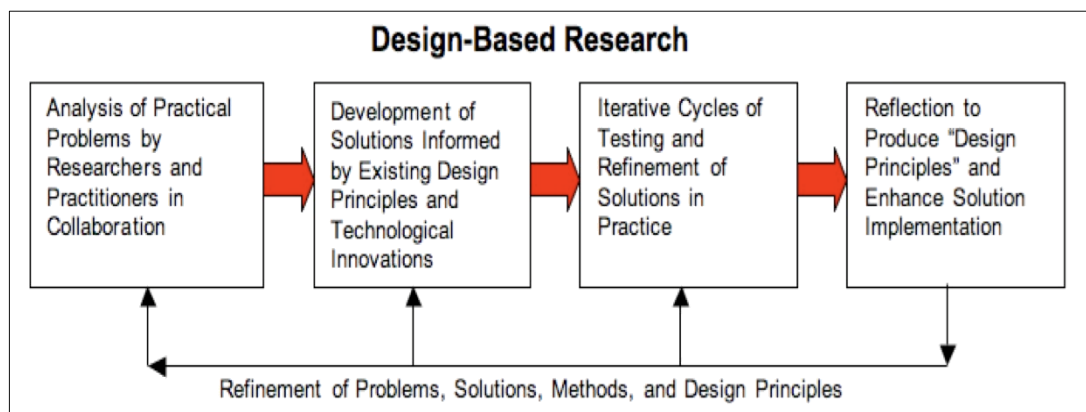 Design-Based Research
Analysis of Practical
Problems by
Researchers and
Practitioners in
Collaboration
Development of
Solutions Informed
by Existing Design
Principles and
Technological
Innovations
Iterative Cycles of
Testing and
Refinement of
Solutions in
Practice
Reflection to
Produce “Design
Principles" and
Enhance Solution
Implementation
Refinement of Problems, Solutions, Methods, and Design Principles